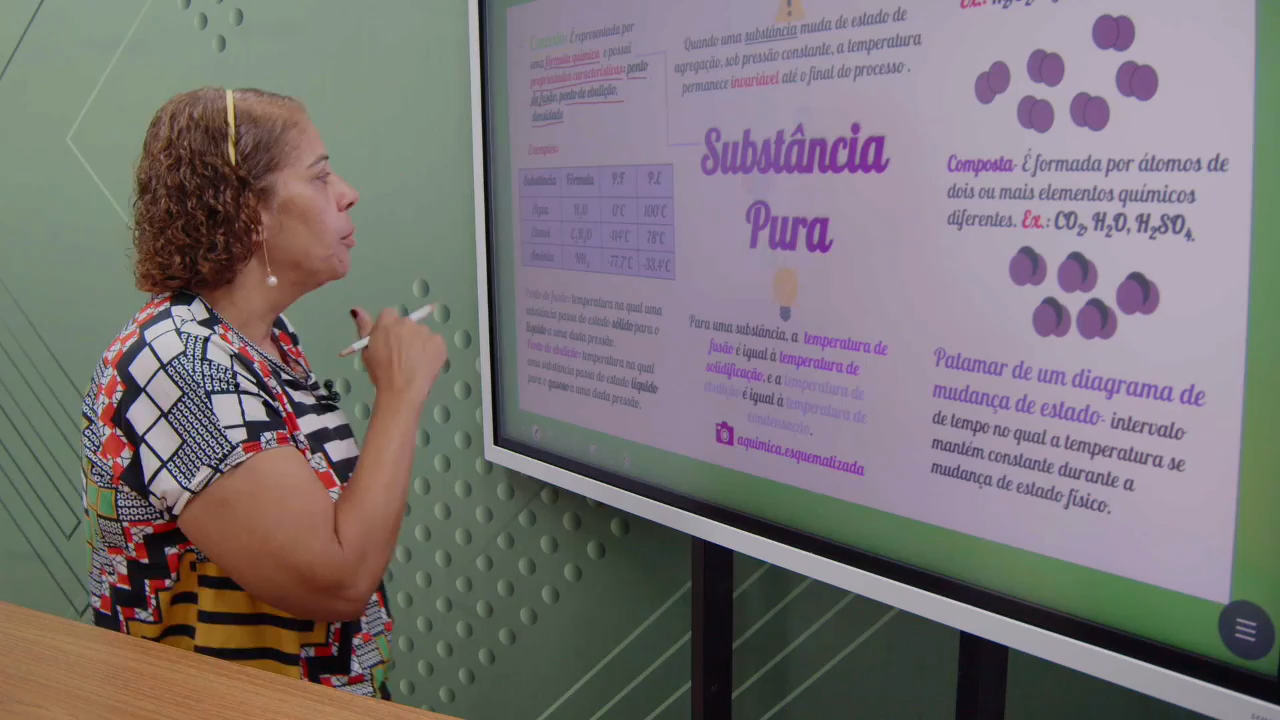 Conceito: É representada por
uma fórmula química e possui
propriedades características: ponto
de fusão, ponto de ebulição,
densidade
Exemplos:
Substância Fórmula P.F P.E
Água H₂O 0°C 100°C
Etanol C₂H₆O -114°C 78°C
Amônia NH₃ -77,7°C -33,4°C
Ponto de fusão: temperatura na qual uma
substância passa do estado sólido para o
líquido a uma dada pressão.
Ponto de ebulição: temperatura na qual
uma substância passa do estado líquido
para o gasoso a uma dada pressão.
Quando uma substância muda de estado de
agregação, sob pressão constante, a temperatura
permanece invariável até o final do processo .
Substância
Pura
Para uma substância, a temperatura de
fusão é igual à temperatura de
solidificação, e a temperatura de
ebulição é igual à temperatura de
condensação.
aquimica.esquematizada
Ex.:
Composta- É formada por átomos de
dois ou mais elementos químicos
diferentes. Ex.: CO₂, H₂O, H₂SO₄.
Patamar de um diagrama de
mudança de estado- intervalo
de tempo no qual a temperatura se
mantém constante durante a
mudança de estado físico.